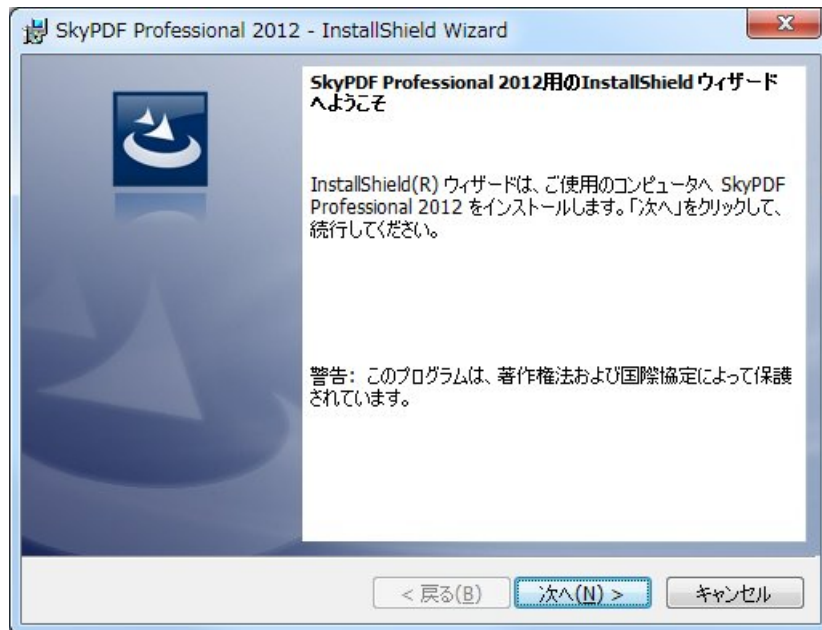 SkyPDF Professional 2012 - InstallShield Wizard
SkyPDF Professional 2012用のInstallShield ウィザード
へようこそ
InstallShield(R) ウィザードは、ご使用のコンピュータへ SkyPDF
Professional 2012 をインストールします。「次へ」をクリックして、
続行してください。
警告: このプログラムは、著作権法および国際協定によって保護
されています。
< 戻る(B) 次へ(N) > キャンセル